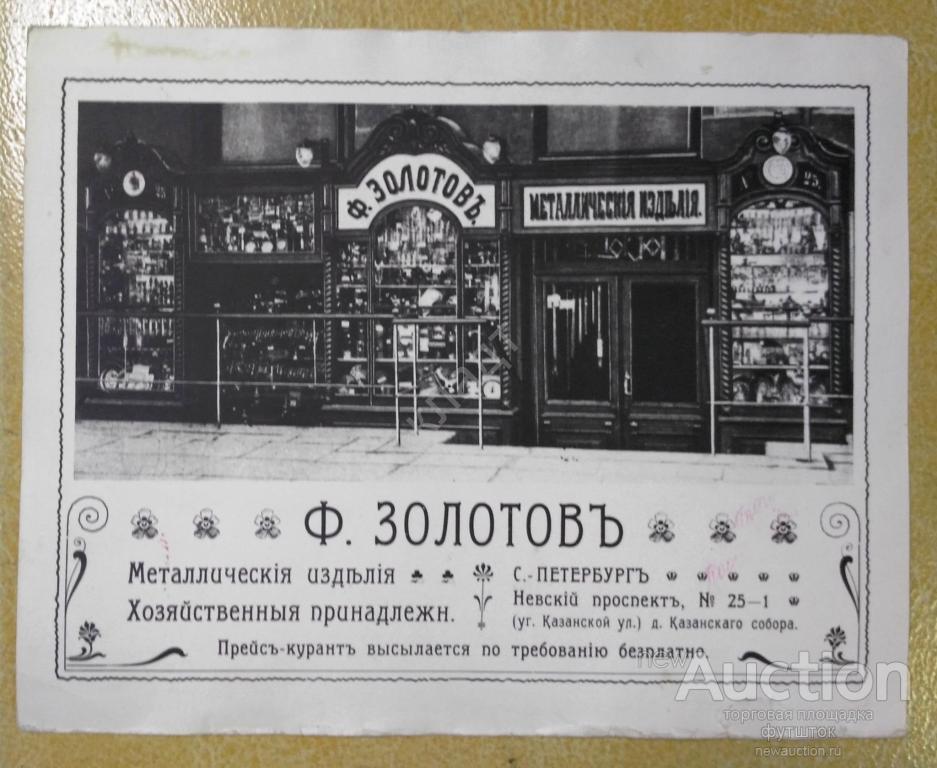 Ф. ЗОЛОТОВЪ.
МЕТАЛЛИЧЕСКІЯ ИЗДѢЛІЯ.
25.
Ф. ЗОЛОТОВЪ
Металлическія издѣлія
Хозяйственныя принадлежн.
С.-ПЕТЕРБУРГЪ
Невскій проспектъ, № 25—1
(уг. Казанской ул.) д. Казанскаго собора.
Прейсъ-курантъ высылается по требованію безплатно.
newAuction
торговая площадка
футшток
newauction.ru